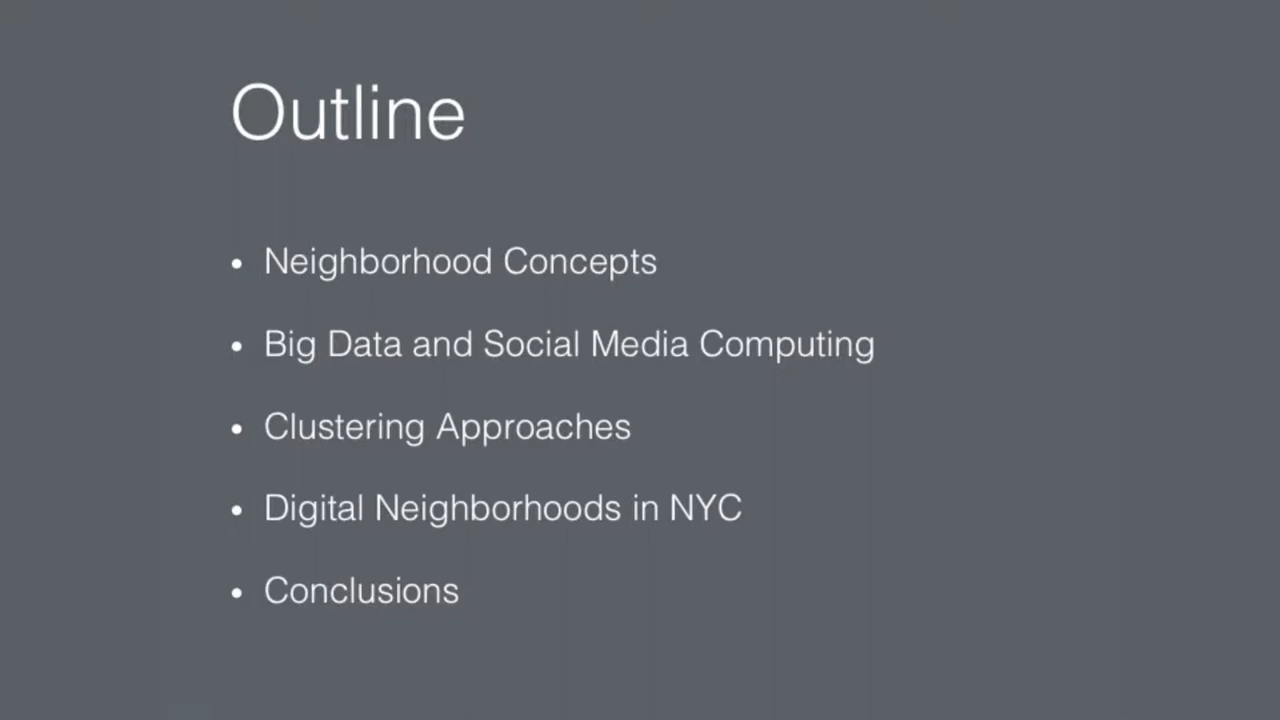 Outline
• Neighborhood Concepts
• Big Data and Social Media Computing
• Clustering Approaches
• Digital Neighborhoods in NYC
• Conclusions